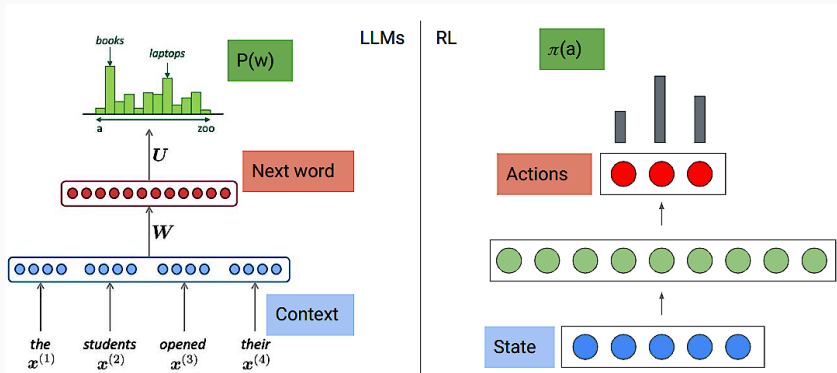 LLMs
books
laptops
P(w)
a
zoo
U
Next word
W
Context
the students opened their
x^(1) x^(2) x^(3) x^(4)
RL
π(a)
Actions
State